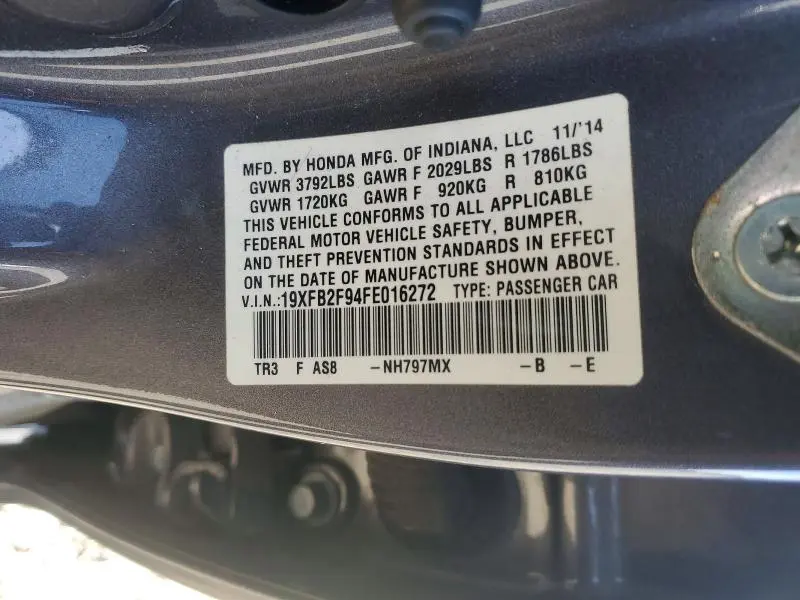 MFD. BY HONDA MFG. OF INDIANA, LLC 11/'14
GVWR 3792LBS GAWR F 2029LBS R 1786LBS
GVWR 1720KG GAWR F 920KG R 810KG
THIS VEHICLE CONFORMS TO ALL APPLICABLE
FEDERAL MOTOR VEHICLE SAFETY, BUMPER,
AND THEFT PREVENTION STANDARDS IN EFFECT
ON THE DATE OF MANUFACTURE SHOWN ABOVE.
V.I.N.:19XFB2F94FE016272 TYPE: PASSENGER CAR
TR3 F AS8 -NH797MX -B -E